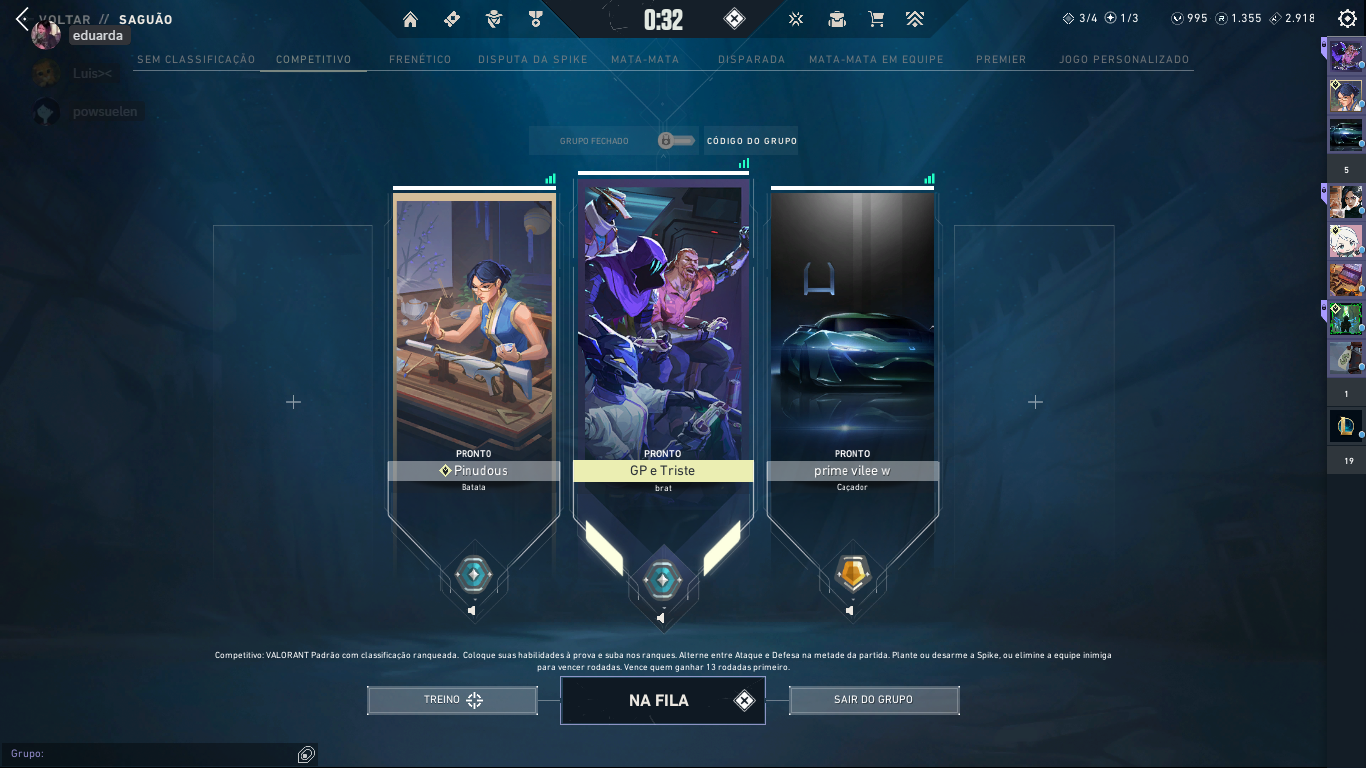 VOLTAR // SAGUÃO
0:32
3/4
1/3
995
1.355
2.918
eduarda
Luis><
powsuelen
SEM CLASSIFICAÇÃO
COMPETITIVO
FRENÉTICO
DISPUTA DA SPIKE
MATA-MATA
DISPARADA
MATA-MATA EM EQUIPE
PREMIER
JOGO PERSONALIZADO
GRUPO FECHADO
CÓDIGO DO GRUPO
5
1
19
PRONTO
Pinudous
Batata
PRONTO
GP e Triste
brat
PRONTO
prime vilee w
Caçador
Competitivo: VALORANT Padrão com classificação ranqueada. Coloque suas habilidades à prova e suba nos ranques. Alterne entre Ataque e Defesa na metade da partida. Plante ou desarme a Spike, ou elimine a equipe inimiga
para vencer rodadas. Vence quem ganhar 13 rodadas primeiro.
TREINO
NA FILA
SAIR DO GRUPO
Grupo: